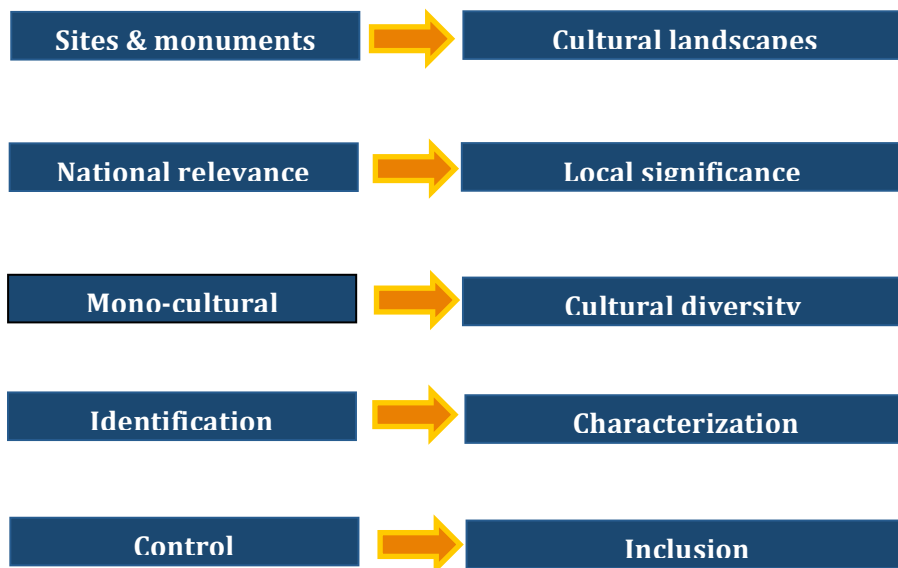 Sites & monuments
Cultural landscapes
National relevance
Local significance
Mono-cultural
Cultural diversity
Identification
Characterization
Control
Inclusion